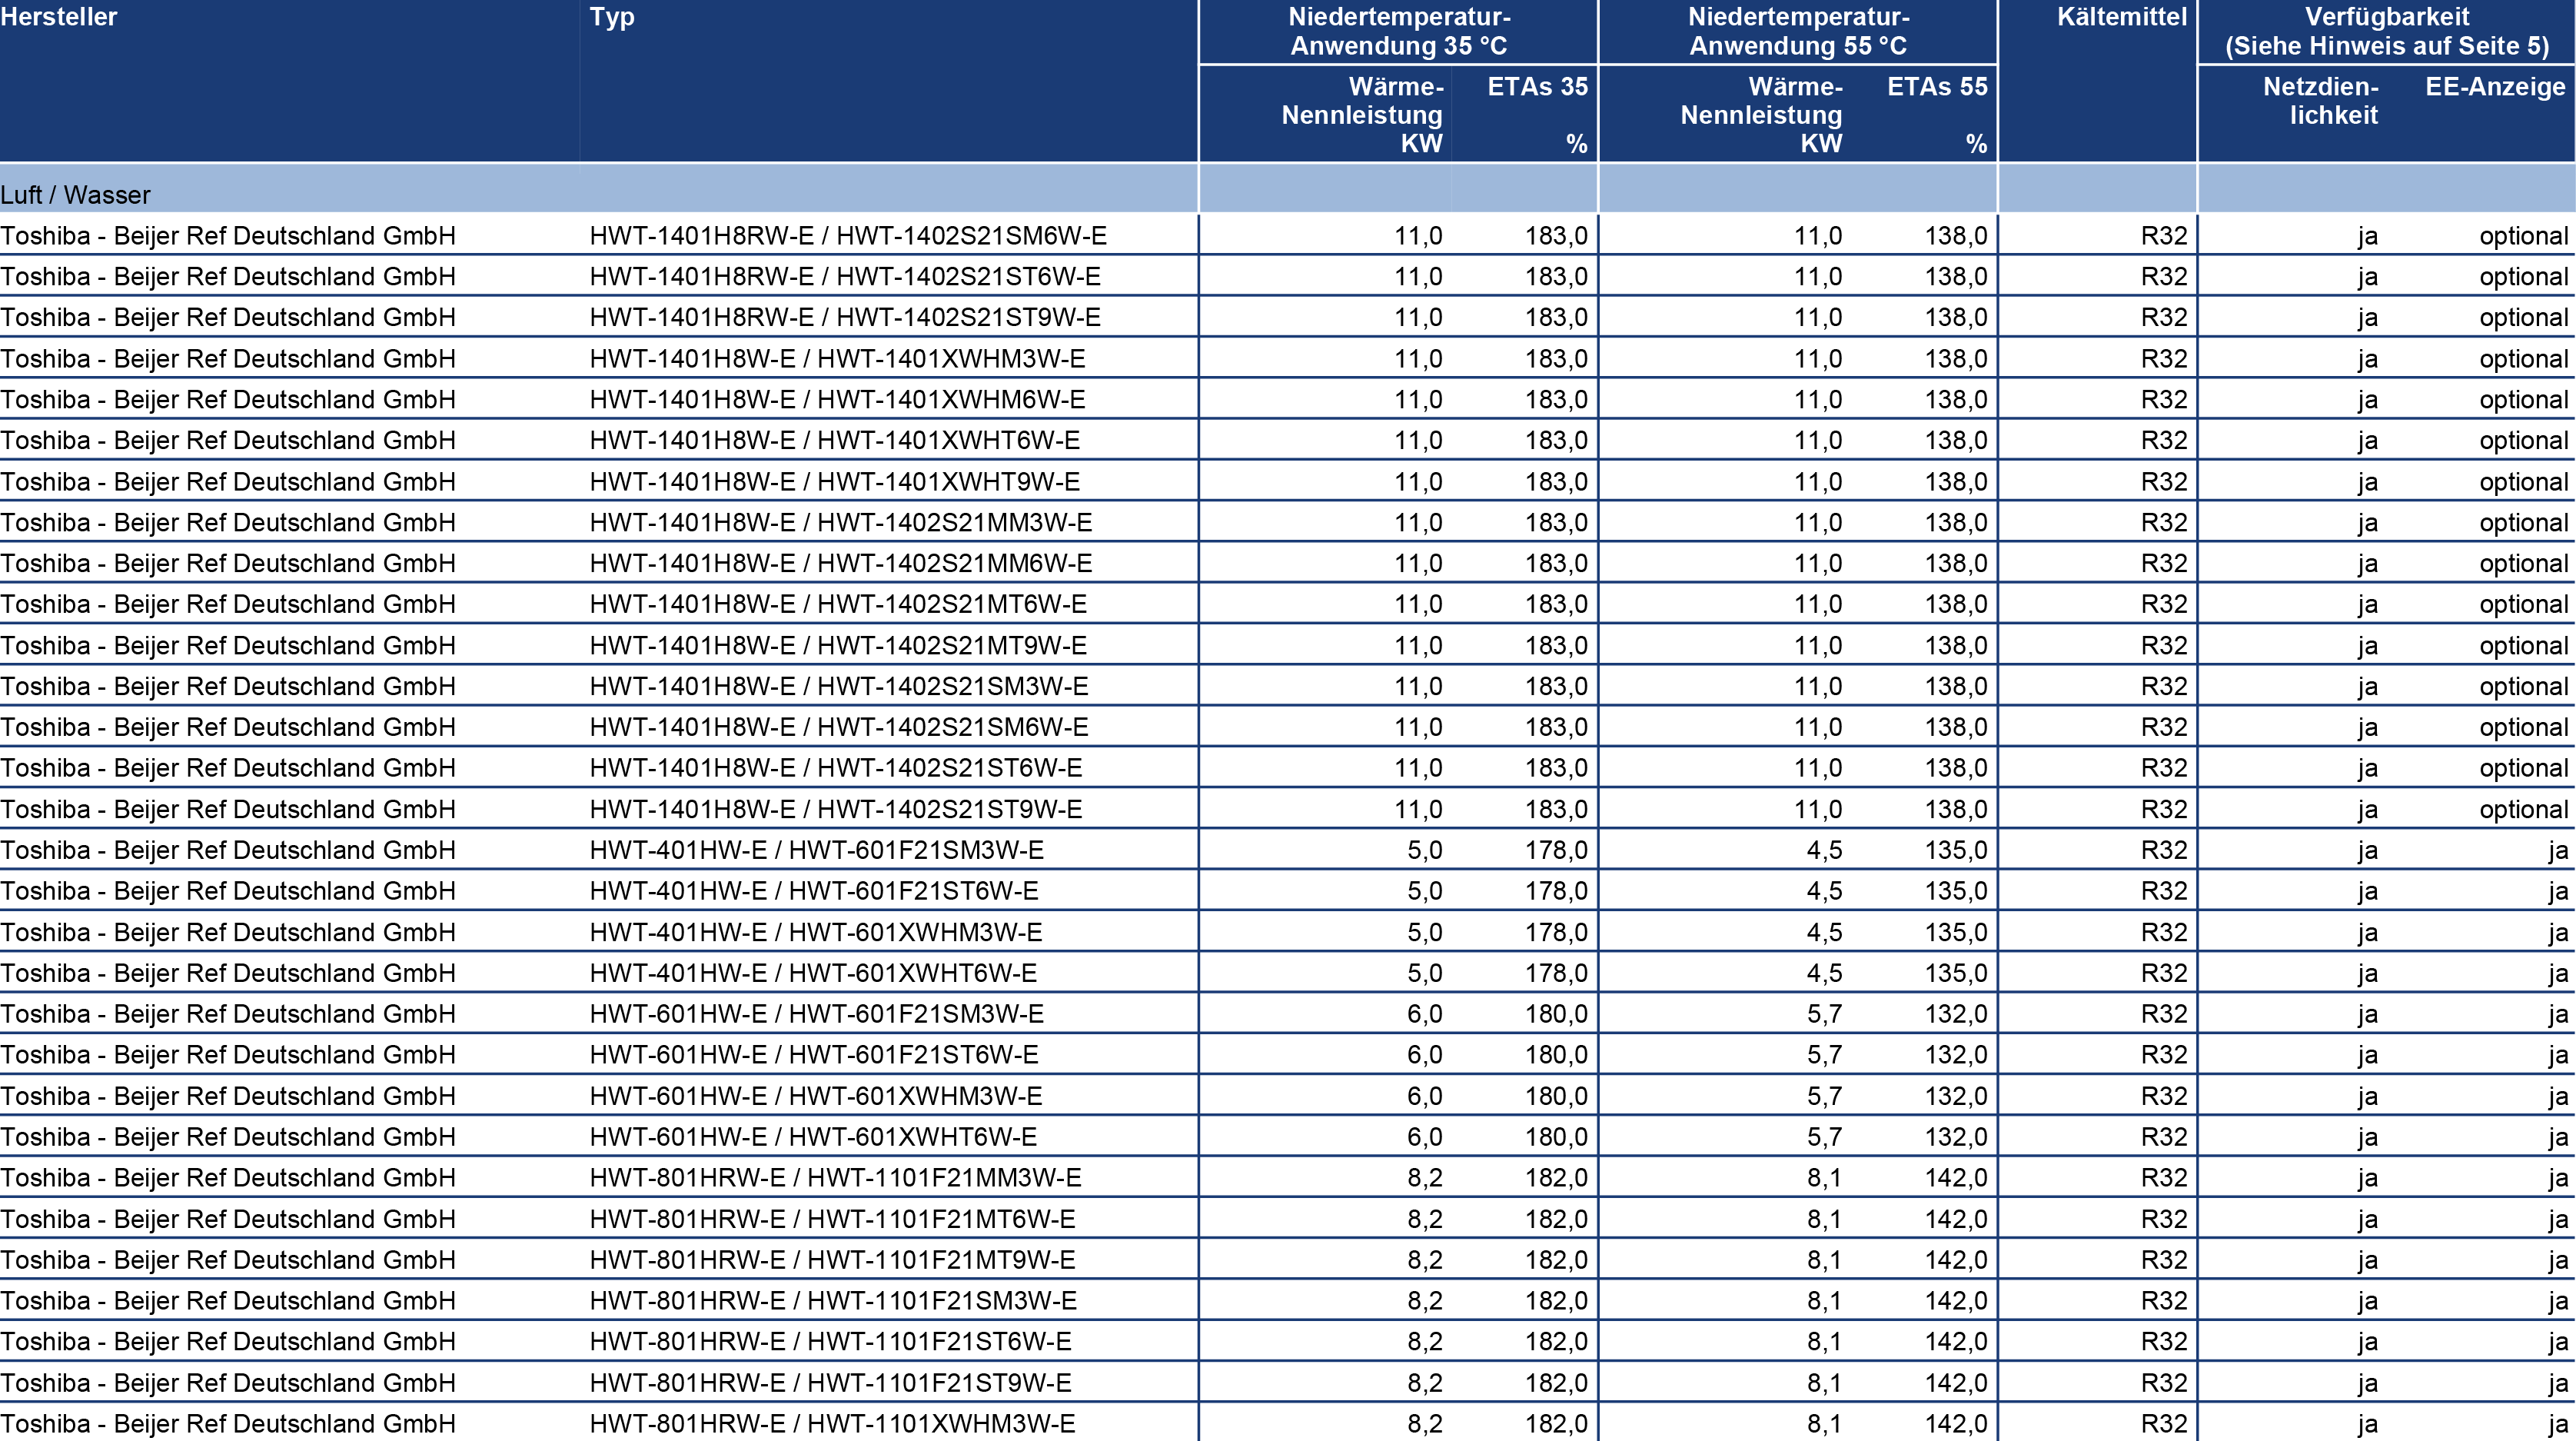 Hersteller Typ Niedertemperatur- Niedertemperatur- Kältemittel Verfügbarkeit
Anwendung 35 °C Anwendung 55 °C (Siehe Hinweis auf Seite 5)
Wärme- ETAs 35 Wärme- ETAs 55 Netzdien- EE-Anzeige
Nennleistung Nennleistung lichkeit
KW % KW %
Luft / Wasser
Toshiba - Beijer Ref Deutschland GmbH HWT-1401H8RW-E / HWT-1402S21SM6W-E 11,0 183,0 11,0 138,0 R32 ja optional
Toshiba - Beijer Ref Deutschland GmbH HWT-1401H8RW-E / HWT-1402S21ST6W-E 11,0 183,0 11,0 138,0 R32 ja optional
Toshiba - Beijer Ref Deutschland GmbH HWT-1401H8RW-E / HWT-1402S21ST9W-E 11,0 183,0 11,0 138,0 R32 ja optional
Toshiba - Beijer Ref Deutschland GmbH HWT-1401H8W-E / HWT-1401XWHM3W-E 11,0 183,0 11,0 138,0 R32 ja optional
Toshiba - Beijer Ref Deutschland GmbH HWT-1401H8W-E / HWT-1401XWHM6W-E 11,0 183,0 11,0 138,0 R32 ja optional
Toshiba - Beijer Ref Deutschland GmbH HWT-1401H8W-E / HWT-1401XWHT6W-E 11,0 183,0 11,0 138,0 R32 ja optional
Toshiba - Beijer Ref Deutschland GmbH HWT-1401H8W-E / HWT-1401XWHT9W-E 11,0 183,0 11,0 138,0 R32 ja optional
Toshiba - Beijer Ref Deutschland GmbH HWT-1401H8W-E / HWT-1402S21MM3W-E 11,0 183,0 11,0 138,0 R32 ja optional
Toshiba - Beijer Ref Deutschland GmbH HWT-1401H8W-E / HWT-1402S21MM6W-E 11,0 183,0 11,0 138,0 R32 ja optional
Toshiba - Beijer Ref Deutschland GmbH HWT-1401H8W-E / HWT-1402S21MT6W-E 11,0 183,0 11,0 138,0 R32 ja optional
Toshiba - Beijer Ref Deutschland GmbH HWT-1401H8W-E / HWT-1402S21MT9W-E 11,0 183,0 11,0 138,0 R32 ja optional
Toshiba - Beijer Ref Deutschland GmbH HWT-1401H8W-E / HWT-1402S21SM3W-E 11,0 183,0 11,0 138,0 R32 ja optional
Toshiba - Beijer Ref Deutschland GmbH HWT-1401H8W-E / HWT-1402S21SM6W-E 11,0 183,0 11,0 138,0 R32 ja optional
Toshiba - Beijer Ref Deutschland GmbH HWT-1401H8W-E / HWT-1402S21ST6W-E 11,0 183,0 11,0 138,0 R32 ja optional
Toshiba - Beijer Ref Deutschland GmbH HWT-1401H8W-E / HWT-1402S21ST9W-E 11,0 183,0 11,0 138,0 R32 ja optional
Toshiba - Beijer Ref Deutschland GmbH HWT-401HW-E / HWT-601F21SM3W-E 5,0 178,0 4,5 135,0 R32 ja ja
Toshiba - Beijer Ref Deutschland GmbH HWT-401HW-E / HWT-601F21ST6W-E 5,0 178,0 4,5 135,0 R32 ja ja
Toshiba - Beijer Ref Deutschland GmbH HWT-401HW-E / HWT-601XWHM3W-E 5,0 178,0 4,5 135,0 R32 ja ja
Toshiba - Beijer Ref Deutschland GmbH HWT-401HW-E / HWT-601XWHT6W-E 5,0 178,0 4,5 135,0 R32 ja ja
Toshiba - Beijer Ref Deutschland GmbH HWT-601HW-E / HWT-601F21SM3W-E 6,0 180,0 5,7 132,0 R32 ja ja
Toshiba - Beijer Ref Deutschland GmbH HWT-601HW-E / HWT-601F21ST6W-E 6,0 180,0 5,7 132,0 R32 ja ja
Toshiba - Beijer Ref Deutschland GmbH HWT-601HW-E / HWT-601XWHM3W-E 6,0 180,0 5,7 132,0 R32 ja ja
Toshiba - Beijer Ref Deutschland GmbH HWT-601HW-E / HWT-601XWHT6W-E 6,0 180,0 5,7 132,0 R32 ja ja
Toshiba - Beijer Ref Deutschland GmbH HWT-801HRW-E / HWT-1101F21MM3W-E 8,2 182,0 8,1 142,0 R32 ja ja
Toshiba - Beijer Ref Deutschland GmbH HWT-801HRW-E / HWT-1101F21MT6W-E 8,2 182,0 8,1 142,0 R32 ja ja
Toshiba - Beijer Ref Deutschland GmbH HWT-801HRW-E / HWT-1101F21MT9W-E 8,2 182,0 8,1 142,0 R32 ja ja
Toshiba - Beijer Ref Deutschland GmbH HWT-801HRW-E / HWT-1101F21SM3W-E 8,2 182,0 8,1 142,0 R32 ja ja
Toshiba - Beijer Ref Deutschland GmbH HWT-801HRW-E / HWT-1101F21ST6W-E 8,2 182,0 8,1 142,0 R32 ja ja
Toshiba - Beijer Ref Deutschland GmbH HWT-801HRW-E / HWT-1101F21ST9W-E 8,2 182,0 8,1 142,0 R32 ja ja
Toshiba - Beijer Ref Deutschland GmbH HWT-801HRW-E / HWT-1101XWHM3W-E 8,2 182,0 8,1 142,0 R32 ja ja